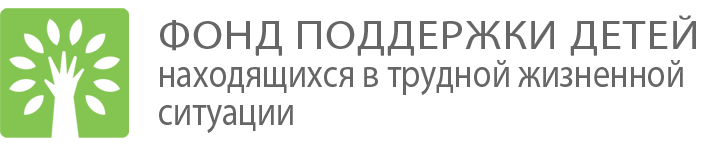 ФОНД ПОДДЕРЖКИ ДЕТЕЙ
находящихся в трудной жизненной
ситуации